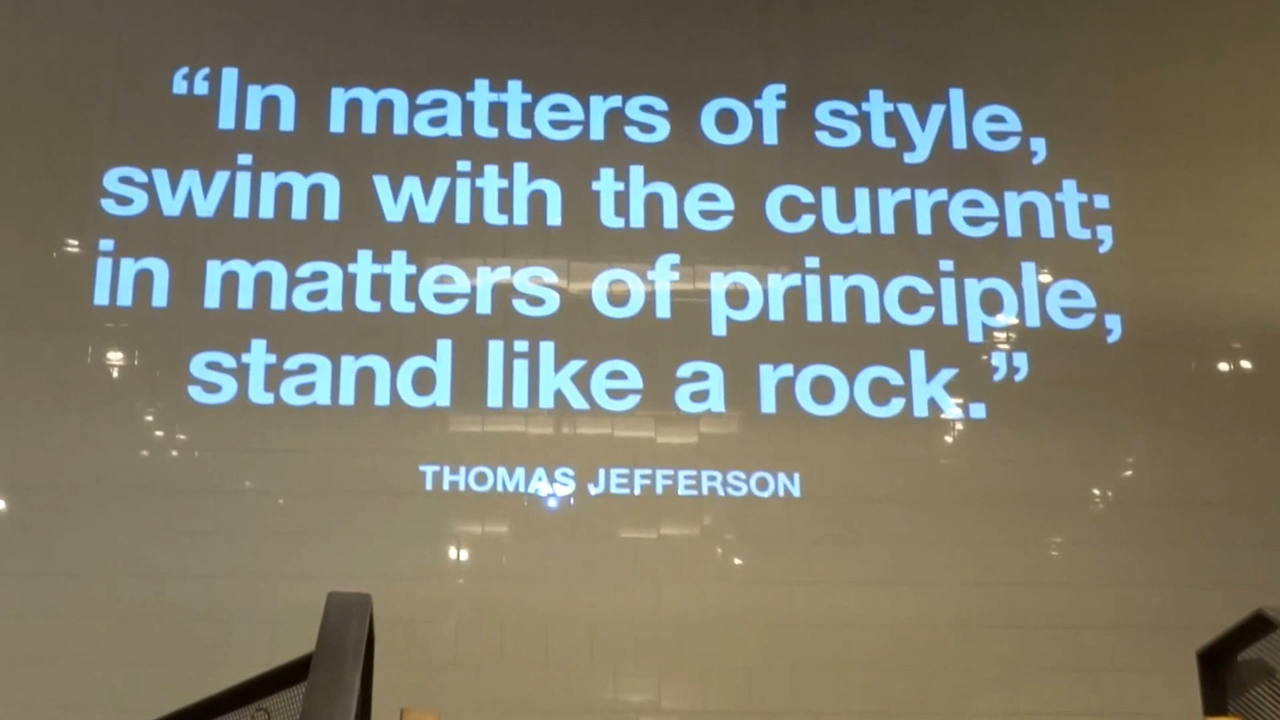 “In matters of style,
swim with the current;
in matters of principle,
stand like a rock.”
THOMAS JEFFERSON